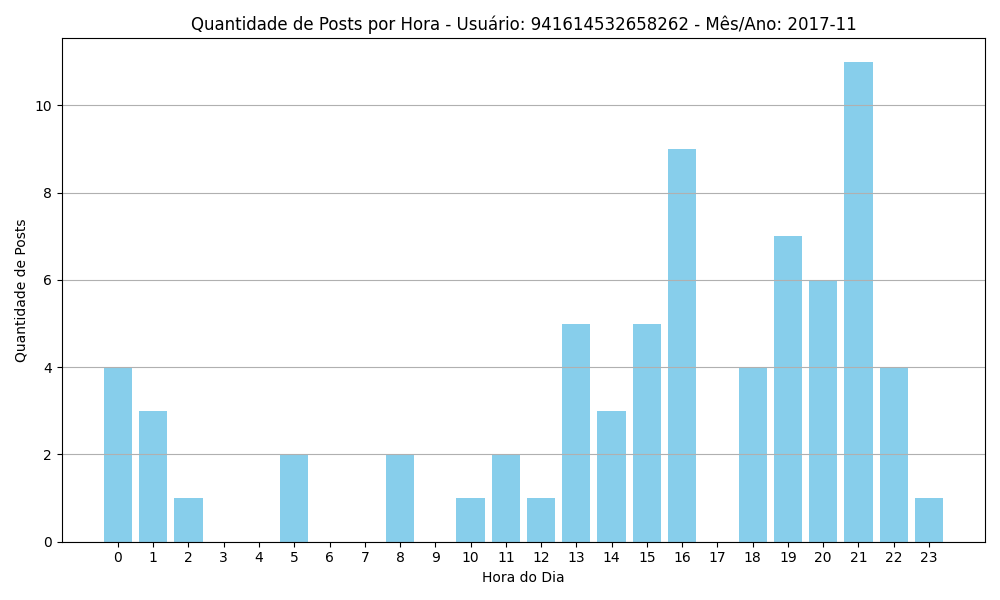 Quantidade de Posts por Hora - Usuário: 941614532658262 - Mês/Ano: 2017-11
Quantidade de Posts
10
8
6
4
2
0
0 1 2 3 4 5 6 7 8 9 10 11 12 13 14 15 16 17 18 19 20 21 22 23
Hora do Dia